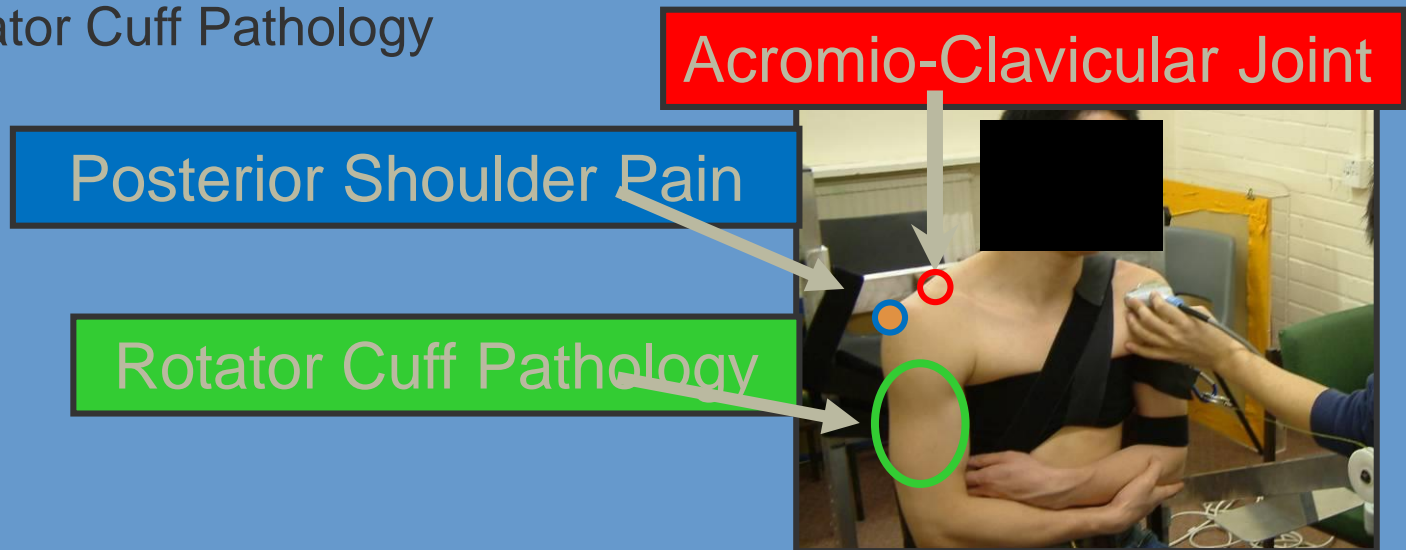 ator Cuff Pathology
Acromio-Clavicular Joint
Posterior Shoulder Pain
Rotator Cuff Pathology